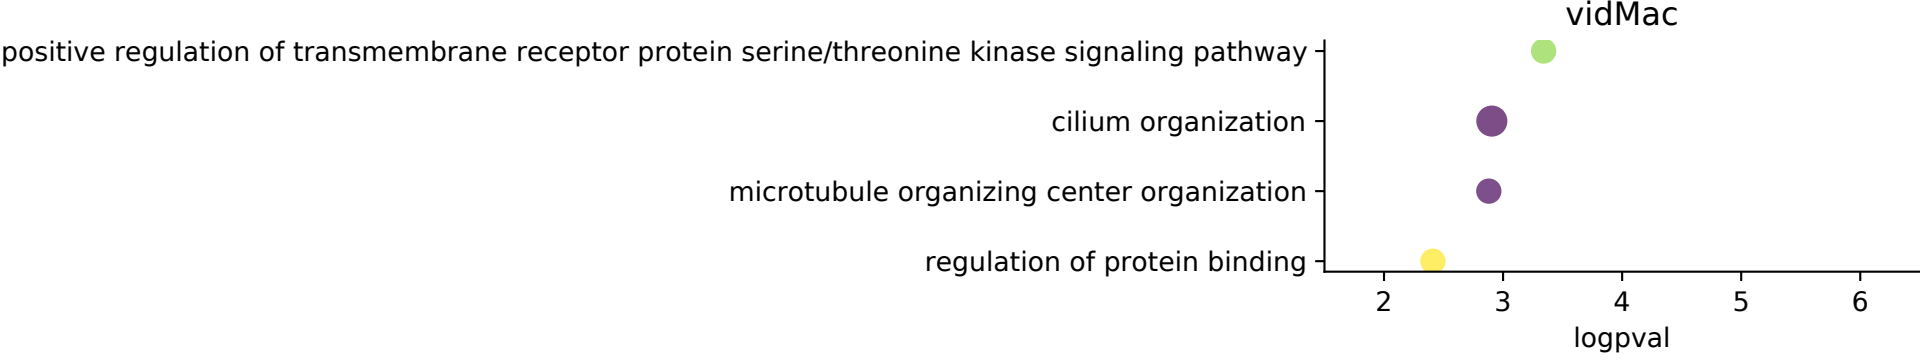 vidMac
positive regulation of transmembrane receptor protein serine/threonine kinase signaling pathway
cilium organization
microtubule organizing center organization
regulation of protein binding
2 3 4 5 6
logpval